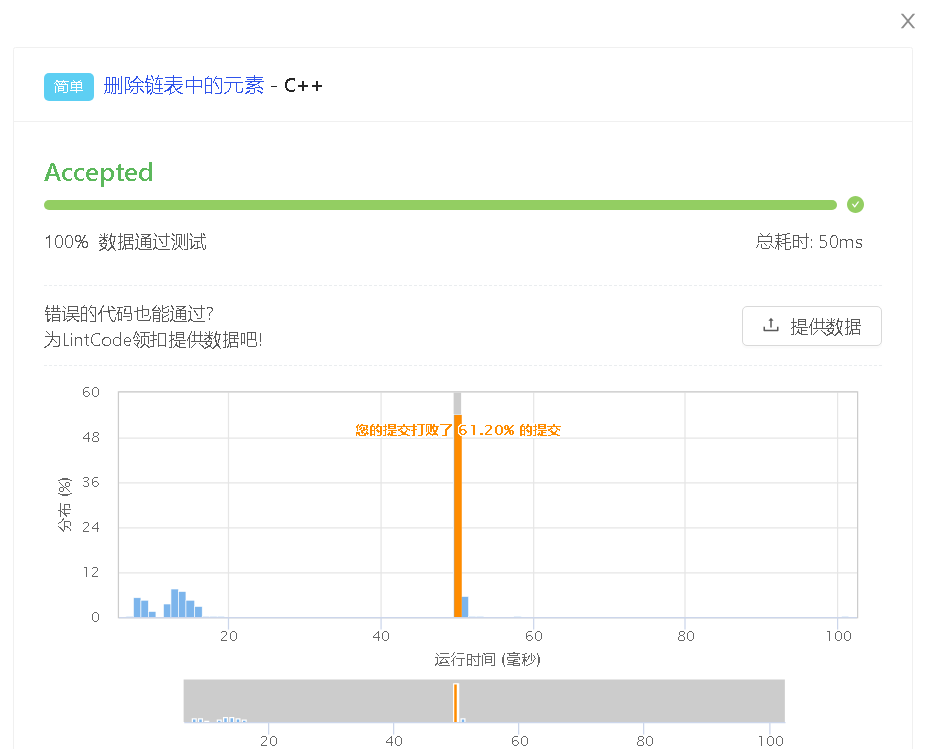 简单 删除链表中的元素 - C++
Accepted
100% 数据通过测试
总耗时: 50ms
错误的代码也能通过?
为LintCode领扣提供数据吧!
提供数据
60
您的提交打败了 61.20% 的提交
48
36
24
12
0
分布 (%)
20 40 60 80 100
运行时间 (毫秒)
20 40 60 80 100